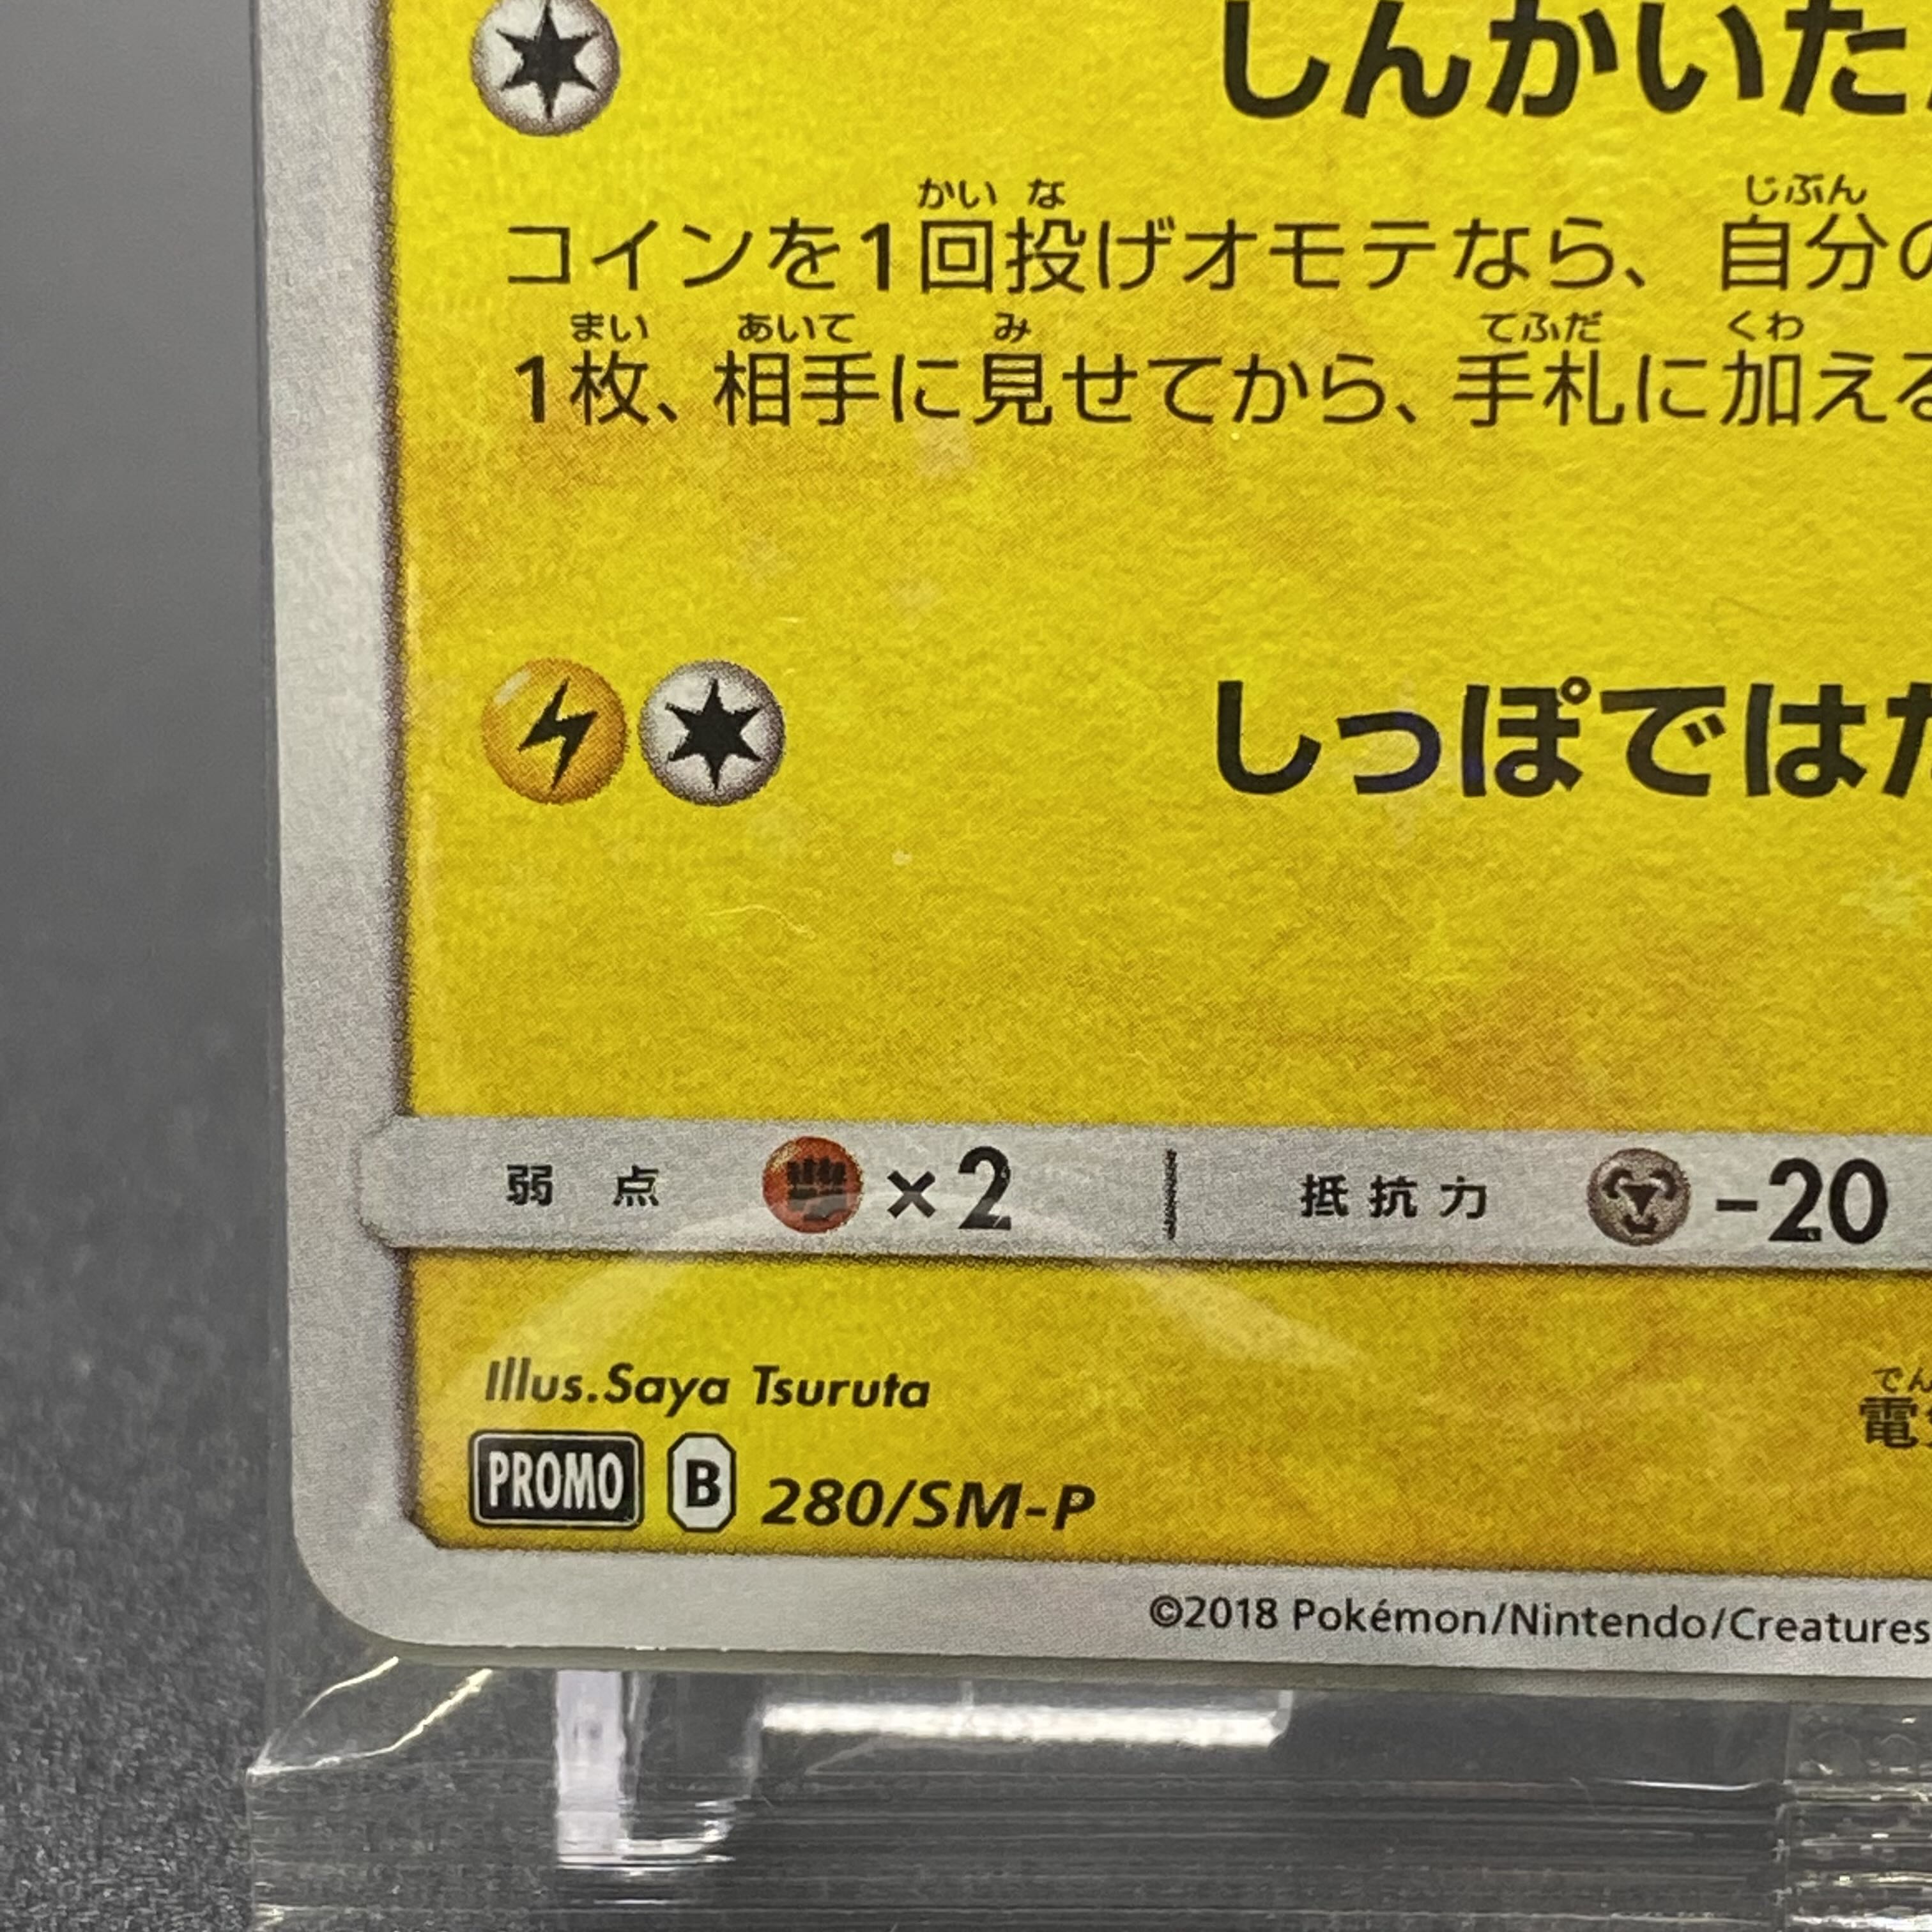 しんかいた
かい な じぶん
コインを1回投げオモテなら、自分の
まい あいて み てふだ くわ
1枚、相手に見せてから、手札に加える
しっぽではた
弱点 ×2 抵抗力 -20
Illus.Saya Tsuruta
でん
電
PROMO B 280/SM-P
©2018 Pokémon/Nintendo/Creatures